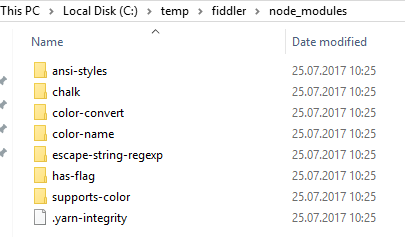 This PC > Local Disk (C:) > temp > fiddler > node_modules
Name Date modified
ansi-styles 25.07.2017 10:25
chalk 25.07.2017 10:25
color-convert 25.07.2017 10:25
color-name 25.07.2017 10:25
escape-string-regexp 25.07.2017 10:25
has-flag 25.07.2017 10:25
supports-color 25.07.2017 10:25
.yarn-integrity 25.07.2017 10:25